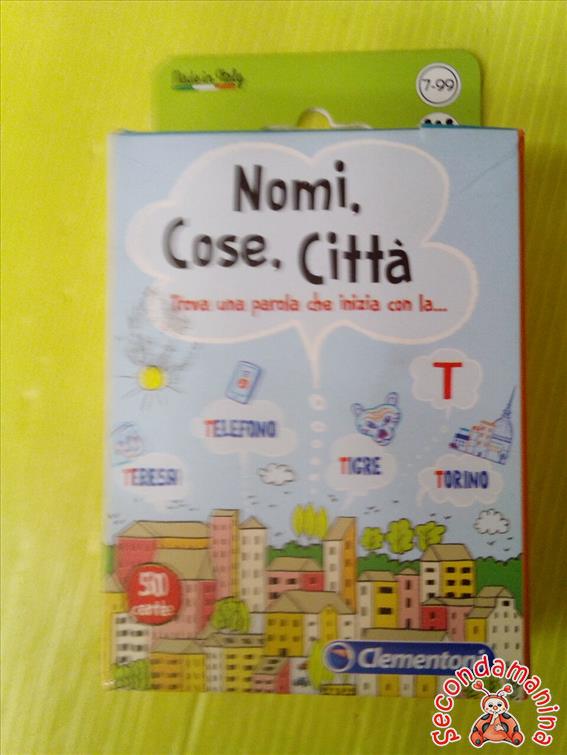 Made in Italy
7-99
Nomi,
Cose, Città
Trova una parola che inizia con la...
T
TELEFONO
TERESA
TIGRE
TORINO
carte
Clementoni
secondamanina